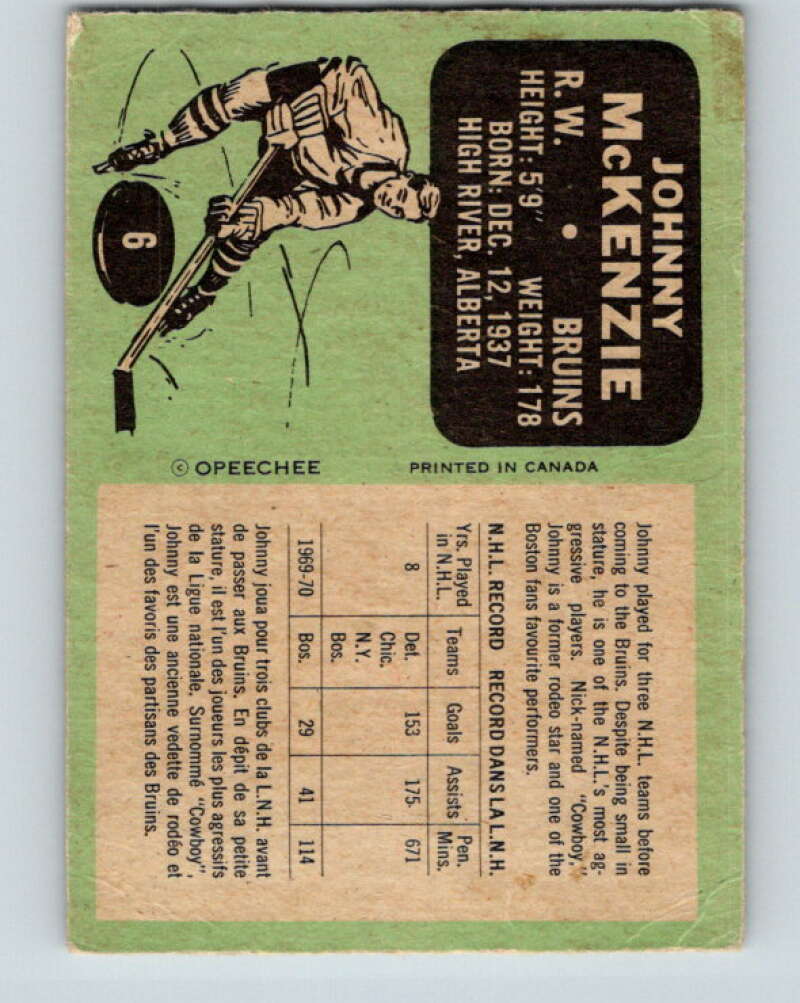 JOHNNY
McKENZIE
R. W. • BRUINS
HEIGHT: 5'9" WEIGHT: 178
BORN: DEC. 12, 1937
HIGH RIVER, ALBERTA
6
© OPEECHEE PRINTED IN CANADA
Johnny played for three N.H.L. teams before
coming to the Bruins. Despite being small in
stature, he is one of the N.H.L.'s most ag-
gressive players. Nick-named "Cowboy,"
Johnny is a former rodeo star and one of the
Boston fans favourite performers.
N.H.L. RECORD RECORD DANS LA L.N.H.
Yrs. Played in N.H.L. Teams Goals Assists Pen. Mins.
8 Det. 153 175 671
Chic.
N.Y.
Bos.
1969-70 Bos. 29 41 114
Johnny joua pour trois clubs de la L.N.H. avant
de passer aux Bruins. En dépit de sa petite
stature, il est l'un des joueurs les plus agressifs
de la Ligue nationale. Surnommé "Cowboy",
Johnny est une ancienne vedette de rodéo et
l'un des favoris des partisans des Bruins.